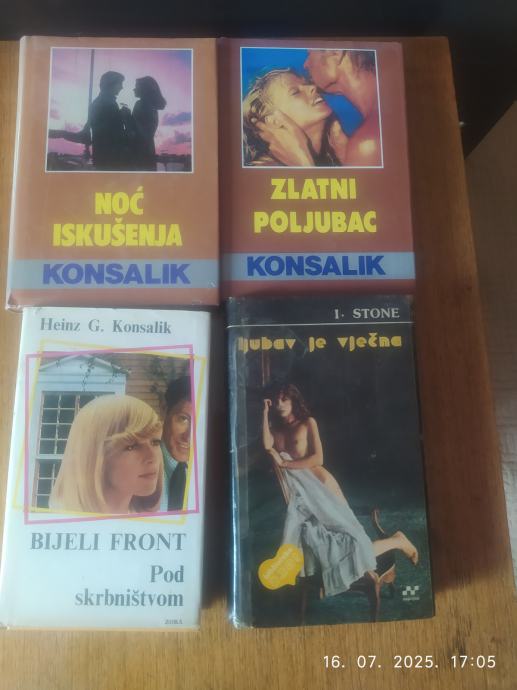 NOĆ
ISKUŠENJA
KONSALIK
ZLATNI
POLJUBAC
KONSALIK
Heinz G. Konsalik
BIJELI FRONT
Pod
skrbništvom
ZORA
I. STONE
ljubav je vječna
16. 07. 2025. 17:05